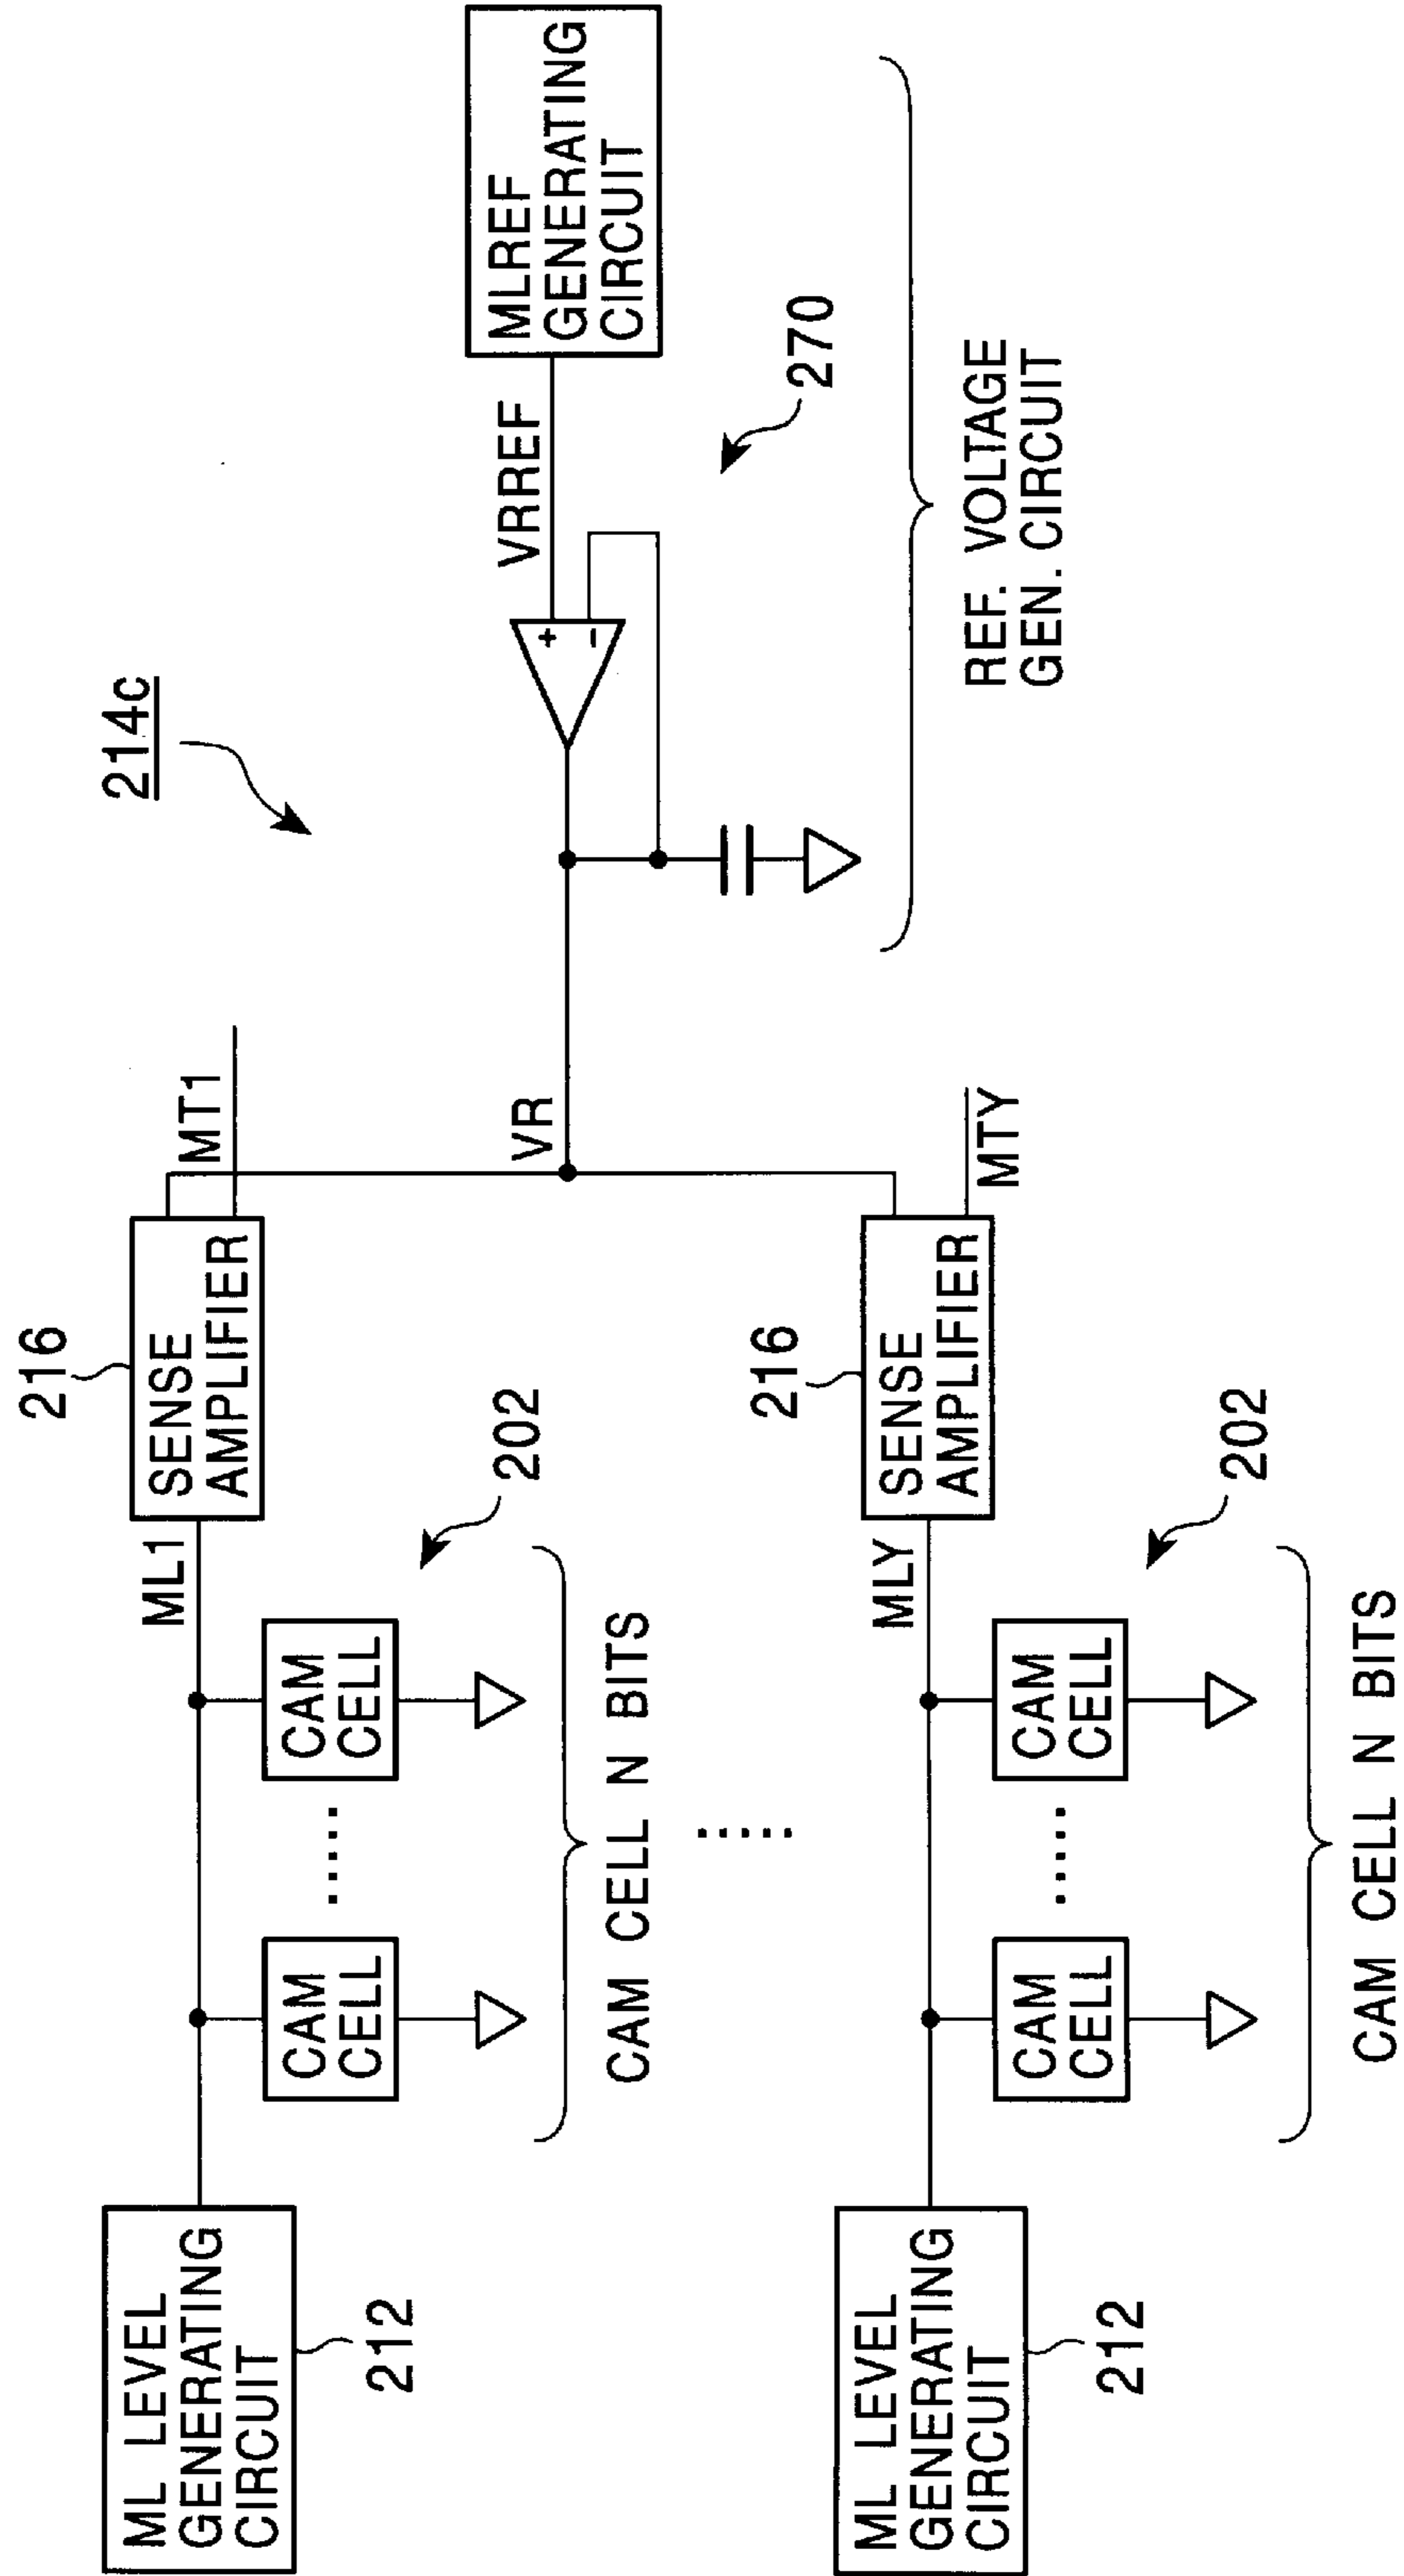 214c
216
ML LEVEL
GENERATING
CIRCUIT
212
ML1
SENSE
AMPLIFIER
MT1
CAM
CELL
.....
CAM
CELL
202
CAM CELL N BITS
.....
VR
+
−
VRREF
MLREF
GENERATING
CIRCUIT
270
REF. VOLTAGE
GEN. CIRCUIT
216
ML LEVEL
GENERATING
CIRCUIT
212
MLY
SENSE
AMPLIFIER
MTY
CAM
CELL
.....
CAM
CELL
202
CAM CELL N BITS